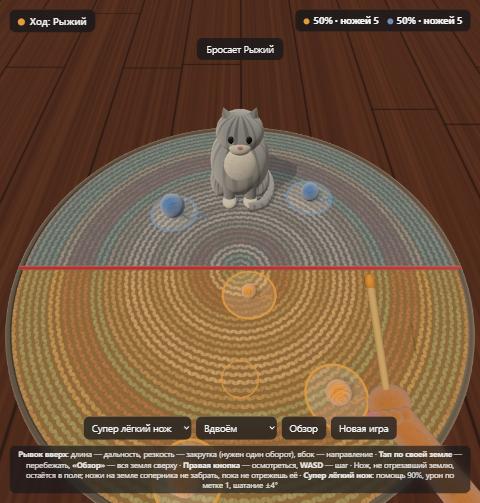 Ход: Рыжий
50% · ножей 5 50% · ножей 5
Бросает Рыжий
Супер лёгкий нож Вдвоём Обзор Новая игра
Рывок вверх: длина — дальность, резкость — закрутка (нужен один оборот), вбок — направление · Тап по своей земле —
перебежать, «Обзор» — вся земля сверху · Правая кнопка — осмотреться, WASD — шаг · Нож, не отрезавший землю,
остаётся в поле; ножи на земле соперника не забрать, пока не отрежешь её · Супер лёгкий нож: помощь 90%, урон по
метке 1, шатание ±4°